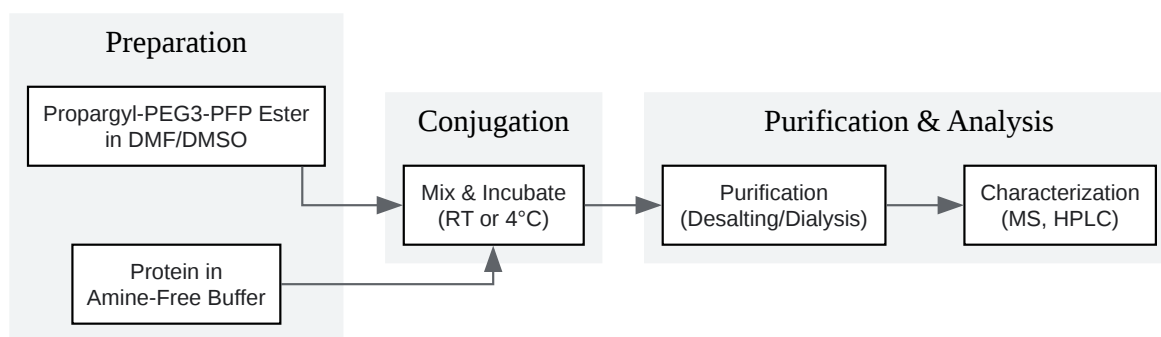 Preparation
Propargyl-PEG3-PFP Ester
in DMF/DMSO
Protein in
Amine-Free Buffer
Conjugation
Mix & Incubate
(RT or 4°C)
Purification & Analysis
Purification
(Desalting/Dialysis)
Characterization
(MS, HPLC)